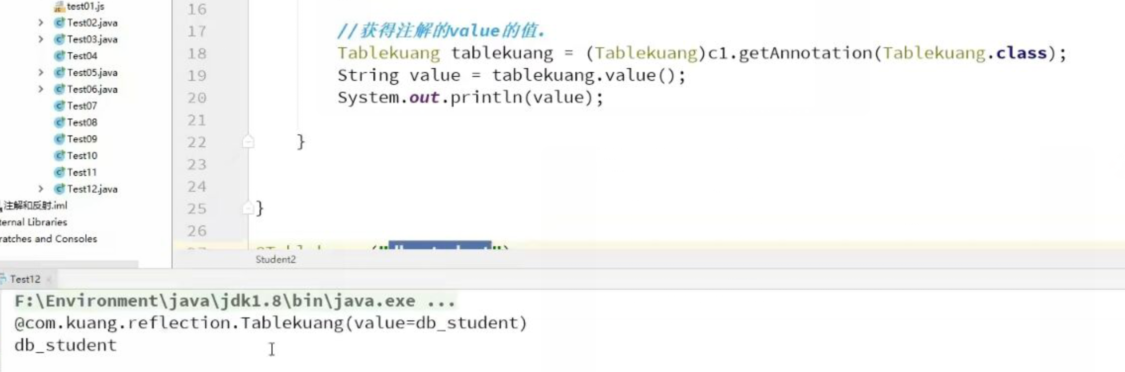 test01.js
Test02.java
Test03.java
Test04
Test05.java
Test06.java
Test07
Test08
Test09
Test10
Test11
Test12.java
注解和反射.iml
ernal Libraries
ratches and Consoles
16
17 //获得注解的value的值.
18 Tablekuang tablekuang = (Tablekuang)c1.getAnnotation(Tablekuang.class);
19 String value = tablekuang.value();
20 System.out.println(value);
21
22 }
23
24
25 }
26
Student2
Test12
F:\Environment\java\jdk1.8\bin\java.exe ...
@com.kuang.reflection.Tablekuang(value=db_student)
db_student